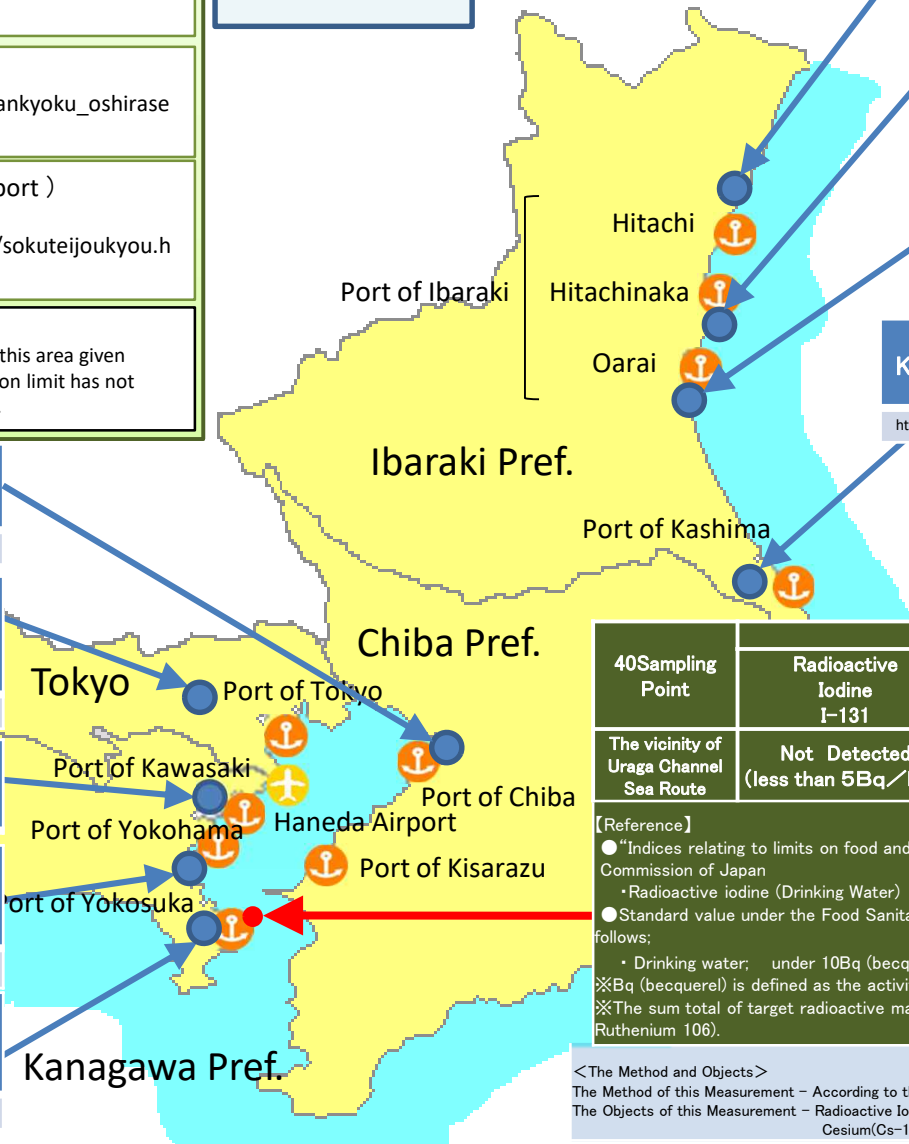 ankyoku_oshirase
port )
/sokuteijoukyou.h
this area given
on limit has not
Hitachi
Port of Ibaraki
Hitachinaka
Oarai
K
ht
Ibaraki Pref.
Port of Kashima
Chiba Pref.
Tokyo
Port of Tokyo
Port of Kawasaki
Port of Chiba
Port of Yokohama
Haneda Airport
Port of Kisarazu
ort of Yokosuka
Kanagawa Pref.
40Sampling
Point
Radioactive
Iodine
I-131
The vicinity of
Uraga Channel
Sea Route
Not Detected
(less than 5Bq/
【Reference】
●"Indices relating to limits on food and
Commission of Japan
・Radioactive iodine (Drinking Water)
●Standard value under the Food Sanita
follows;
・Drinking water; under 10Bq (becq
※Bq (becquerel) is defined as the activi
※The sum total of target radioactive ma
Ruthenium 106).
<The Method and Objects>
The Method of this Measurement - According to th
The Objects of this Measurement - Radioactive Io
Cesium(Cs-1